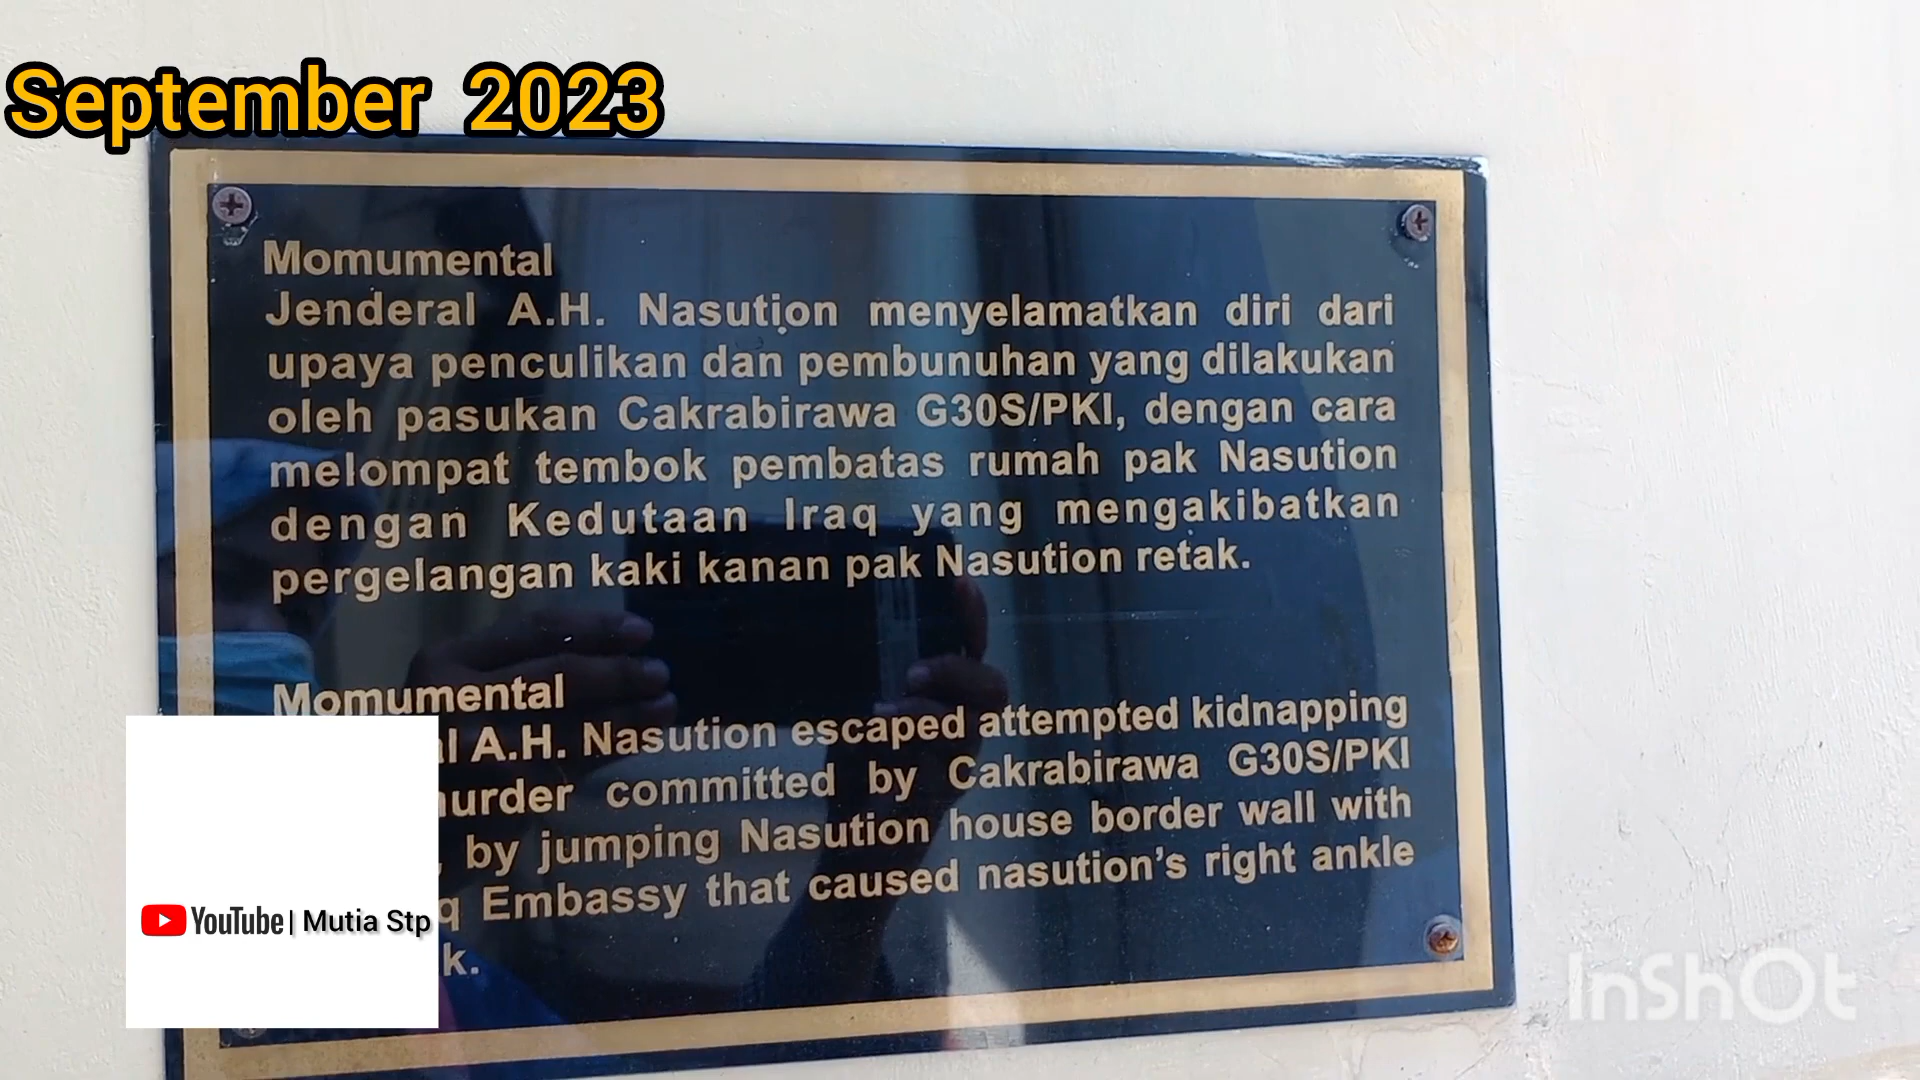 September 2023
Momumental
Jenderal A.H. Nasution menyelamatkan diri dari
upaya penculikan dan pembunuhan yang dilakukan
oleh pasukan Cakrabirawa G30S/PKI, dengan cara
melompat tembok pembatas rumah pak Nasution
dengan Kedutaan Iraq yang mengakibatkan
pergelangan kaki kanan pak Nasution retak.
Momumental
A.H. Nasution escaped attempted kidnapping
committed by Cakrabirawa G30S/PKI
, by jumping Nasution house border wall with
Embassy that caused nasution's right ankle
YouTube | Mutia Stp
InShOt